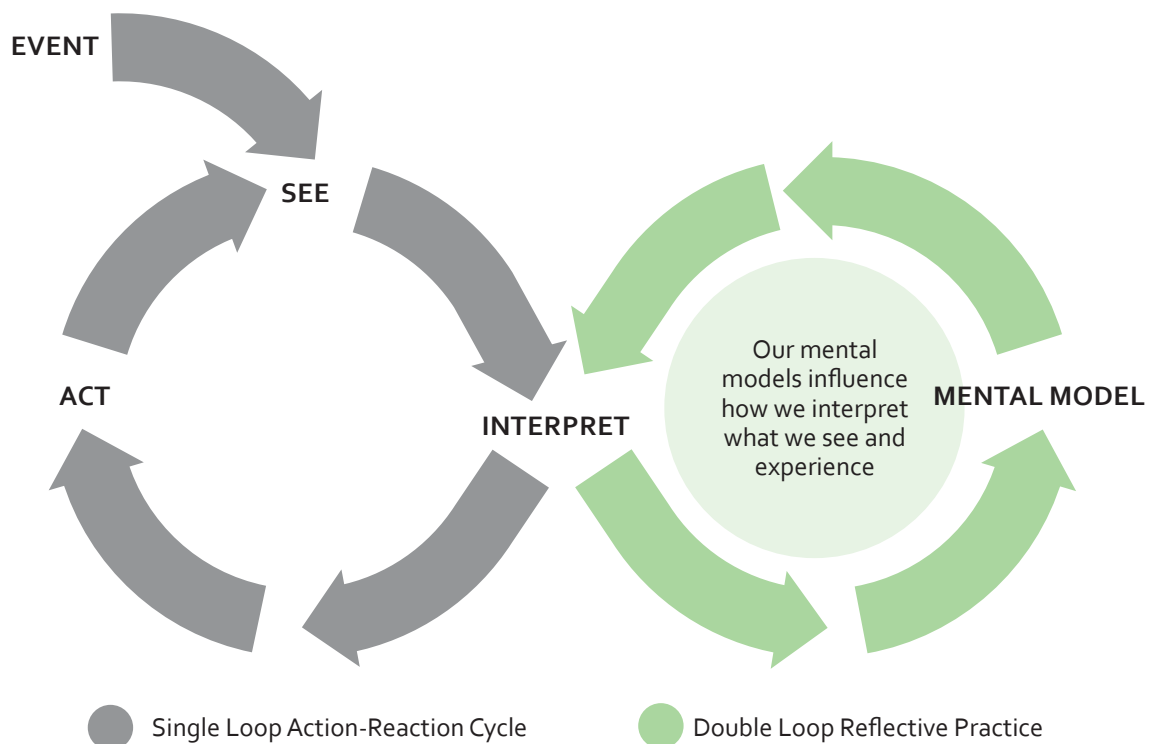 EVENT
SEE
ACT
INTERPRET
Our mental
models influence
how we interpret
what we see and
experience
MENTAL MODEL
Single Loop Action-Reaction Cycle
Double Loop Reflective Practice